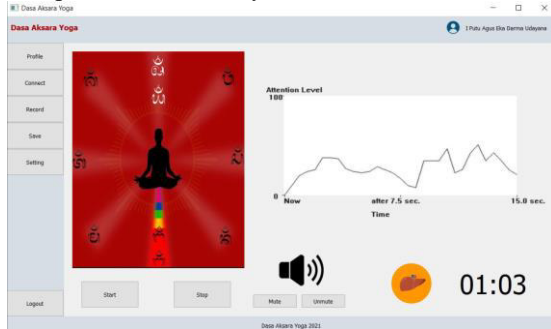 Dasa Aksara Yoga
Dasa Aksara Yoga
I Putu Agus Eka Darma Udayana
Profile
Connect
Record
Save
Setting
Logout
Start
Stop
Attention Level
100
0
Now
after 7.5 sec.
15.0 sec.
Time
Mute
Unmute
01:03
Dasa Aksara Yoga 2021